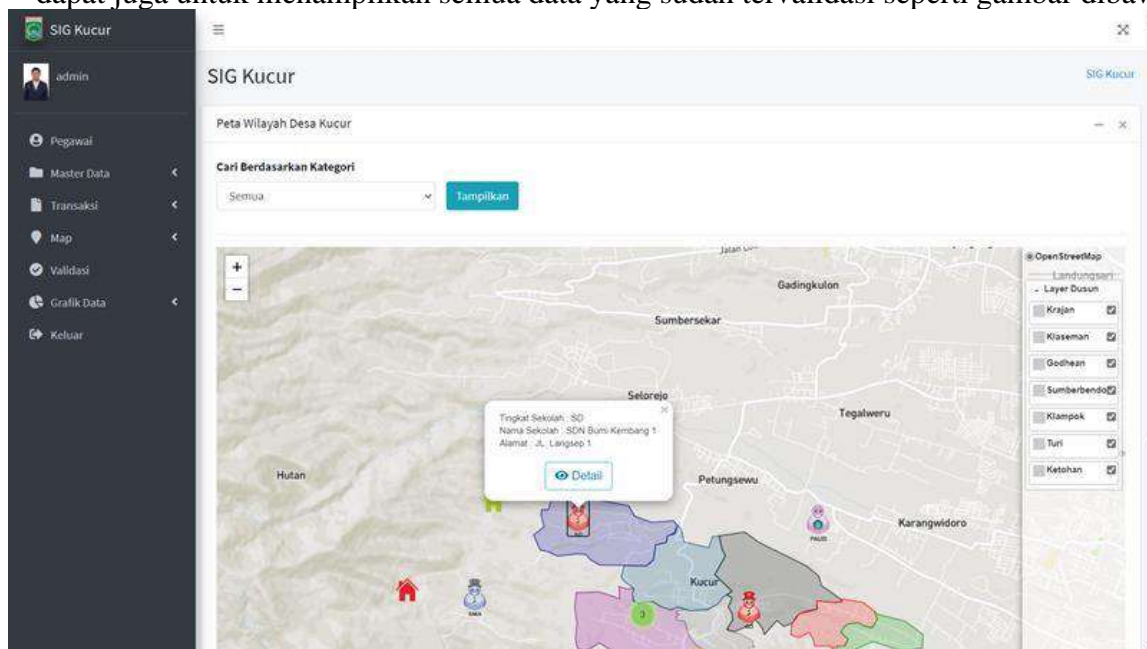 dapat juga untuk menampilkan semua data yang sudah tervalidasi seperti gambar
SIG Kucur
admin
Pegawai
Master Data
Transaksi
Map
Validasi
Grafik Data
Keluar
SIG Kucur
SIG Kucur
Peta Wilayah Desa Kucur
Cari Berdasarkan Kategori
Semua
Tampilkan
+
−
OpenStreetMap
Landungsari
Layer Dusun
Krajan
Klaseman
Godhean
Sumberbendo
Klampok
Turi
Ketohan
Gadingkulon
Sumbersekar
Selorejo
Tegalweru
Tingkat Sekolah : SD
Nama Sekolah : SDN Bumi Kembang 1
Alamat : JL. Langsep 1
Detail
Hutan
Petungsewu
Karangwidoro
PAUD
Kucur
3